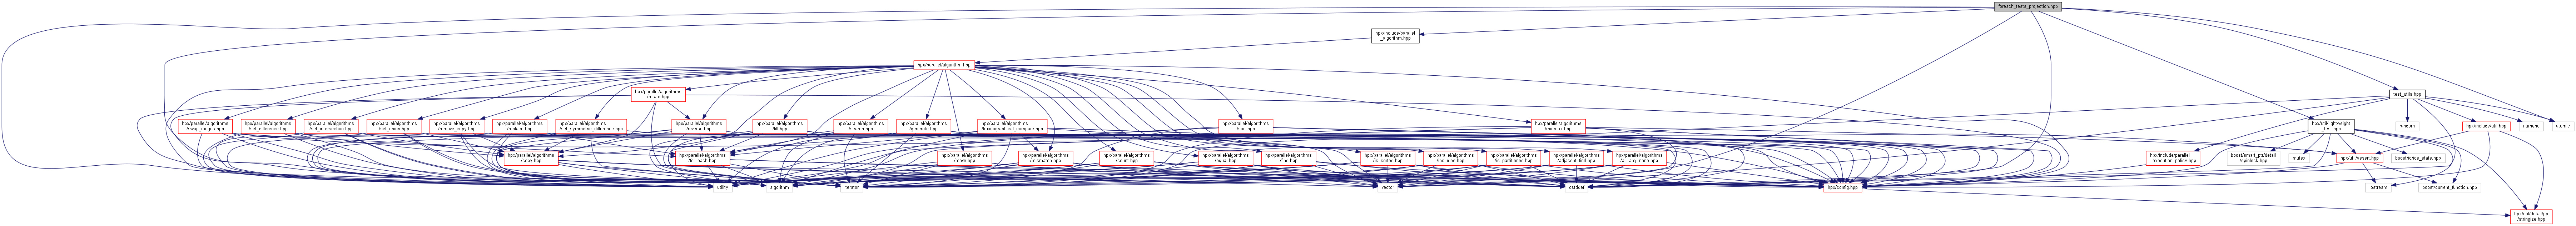 foreach_tests_projection.hpp
hpx/include/parallel
_algorithm.hpp
hpx/parallel/algorithm.hpp
hpx/parallel/algorithms
/rotate.hpp
test_utils.hpp
hpx/parallel/algorithms
/swap_ranges.hpp
hpx/parallel/algorithms
/set_difference.hpp
hpx/parallel/algorithms
/set_intersection.hpp
hpx/parallel/algorithms
/set_union.hpp
hpx/parallel/algorithms
/remove_copy.hpp
hpx/parallel/algorithms
/replace.hpp
hpx/parallel/algorithms
/set_symmetric_difference.hpp
hpx/parallel/algorithms
/reverse.hpp
hpx/parallel/algorithms
/fill.hpp
hpx/parallel/algorithms
/search.hpp
hpx/parallel/algorithms
/generate.hpp
hpx/parallel/algorithms
/lexicographical_compare.hpp
hpx/parallel/algorithms
/sort.hpp
hpx/parallel/algorithms
/minmax.hpp
hpx/util/lightweight
_test.hpp
random
hpx/include/util.hpp
numeric
atomic
hpx/parallel/algorithms
/copy.hpp
hpx/parallel/algorithms
/for_each.hpp
hpx/parallel/algorithms
/move.hpp
hpx/parallel/algorithms
/mismatch.hpp
hpx/parallel/algorithms
/count.hpp
hpx/parallel/algorithms
/equal.hpp
hpx/parallel/algorithms
/find.hpp
hpx/parallel/algorithms
/is_sorted.hpp
hpx/parallel/algorithms
/includes.hpp
hpx/parallel/algorithms
/is_partitioned.hpp
hpx/parallel/algorithms
/adjacent_find.hpp
hpx/parallel/algorithms
/all_any_none.hpp
hpx/include/parallel
_execution_policy.hpp
boost/smart_ptr/detail
/spinlock.hpp
mutex
hpx/util/assert.hpp
boost/io/ios_state.hpp
utility
algorithm
iterator
vector
cstddef
hpx/config.hpp
iostream
boost/current_function.hpp
hpx/util/detail/pp
/stringize.hpp